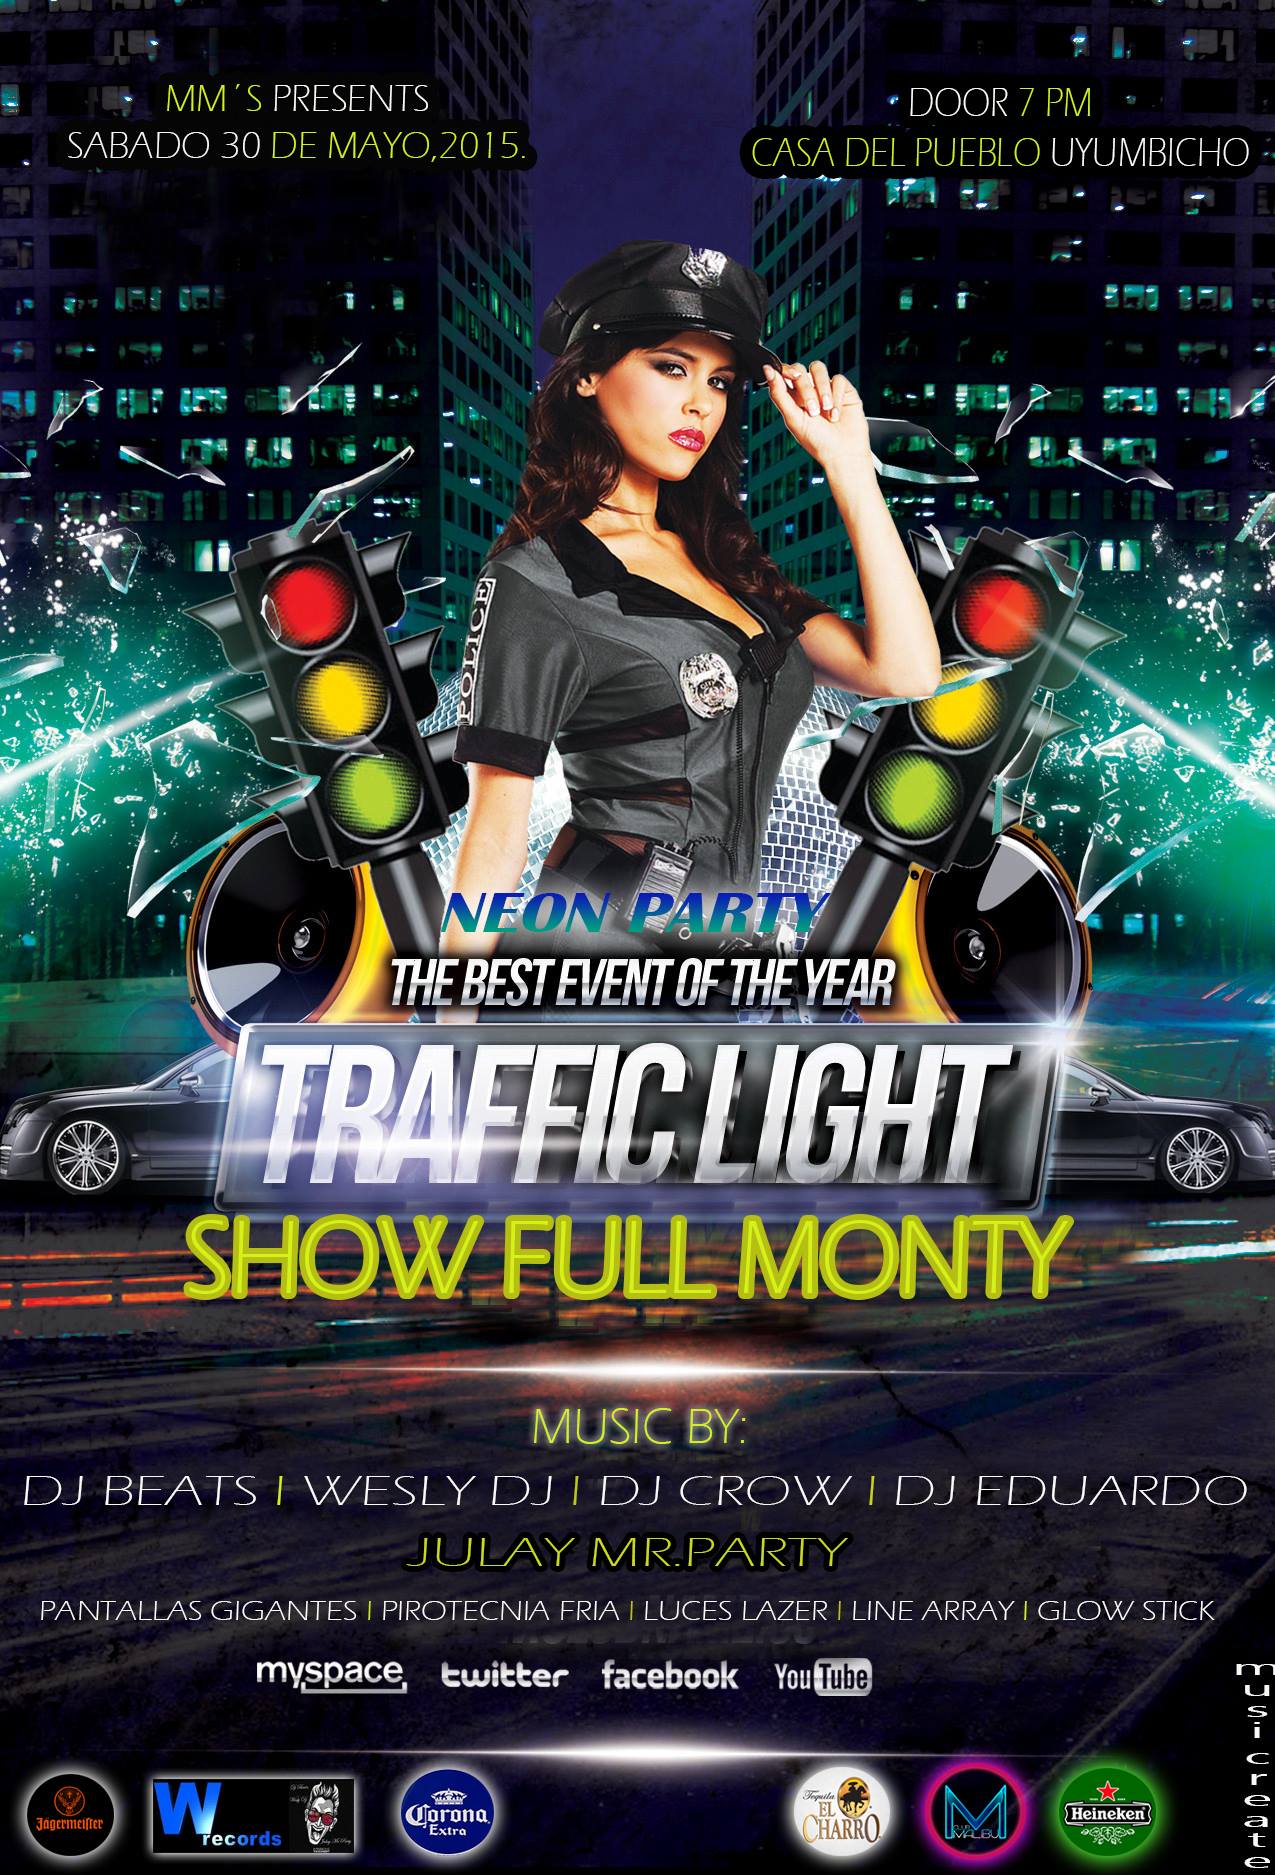 MM´S PRESENTS
SABADO 30 DE MAYO,2015.
DOOR 7 PM
CASA DEL PUEBLO UYUMBICHO
POLICE
NEON PARTY
THE BEST EVENT OF THE YEAR
TRAFFIC LIGHT
SHOW FULL MONTY
MUSIC BY:
DJ BEATS | WESLY DJ | DJ CROW | DJ EDUARDO
JULAY MR.PARTY
PANTALLAS GIGANTES | PIROTECNIA FRIA | LUCES LAZER | LINE ARRAY | GLOW STICK
myspace twitter facebook YouTube
musicreate
Jägermeister
W records
Corona
Extra
Tequila
EL
CHARRO
CLUB
MALIBU
Heineken